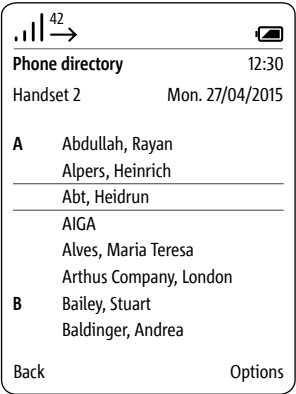 42
Phone directory 12:30
Handset 2 Mon. 27/04/2015
A Abdullah, Rayan
Alpers, Heinrich
Abt, Heidrun
AIGA
Alves, Maria Teresa
Arthus Company, London
B Bailey, Stuart
Baldinger, Andrea
Back Options